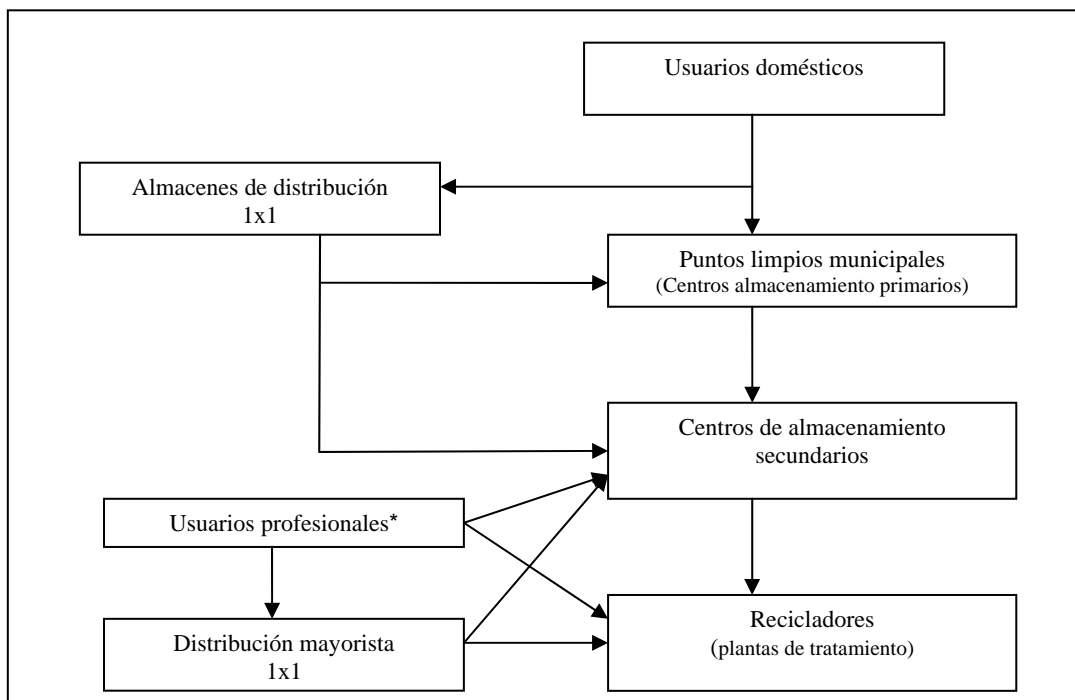 Usuarios domésticos
Almacenes de distribución
1x1
Puntos limpios municipales
(Centros almacenamiento primarios)
Centros de almacenamiento
secundarios
Usuarios profesionales*
Distribución mayorista
1x1
Recicladores
(plantas de tratamiento)